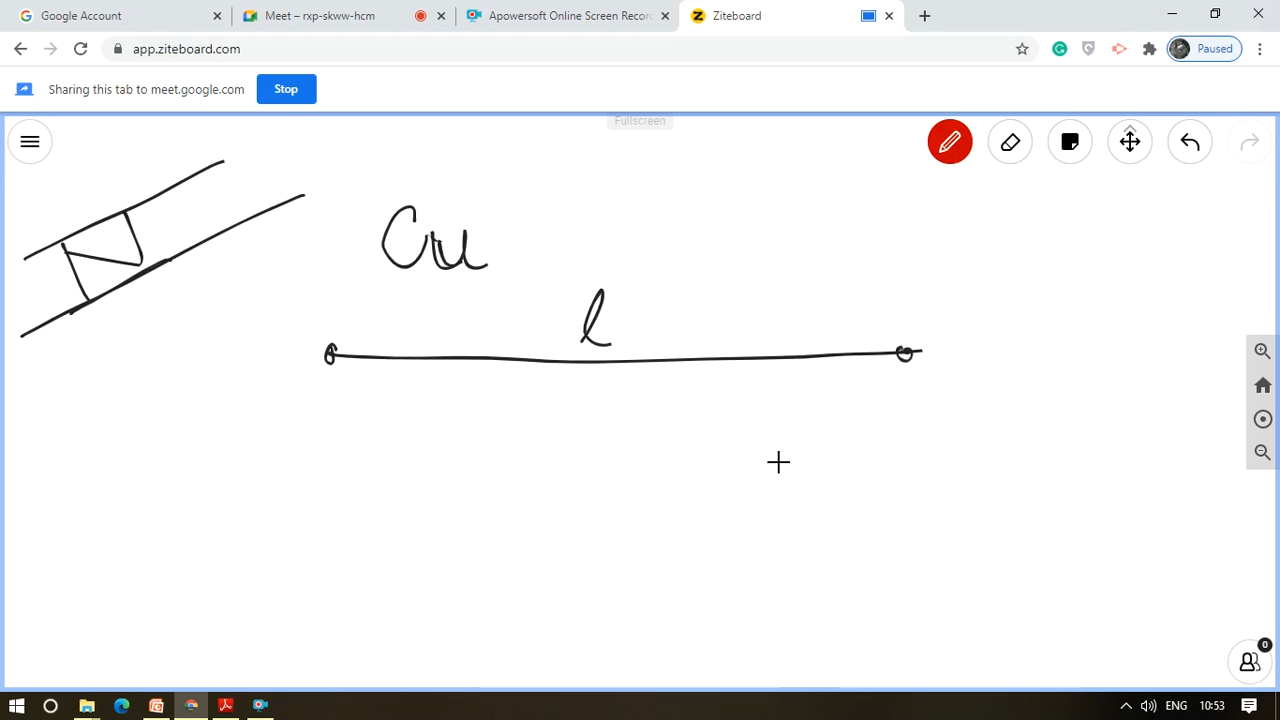 Google Account
Meet – rxp-skww-hcm
Apowersoft Online Screen Recor
Ziteboard
app.ziteboard.com
Paused
Sharing this tab to meet.google.com
Stop
Fullscreen
Cu
l
0
ENG
10:53